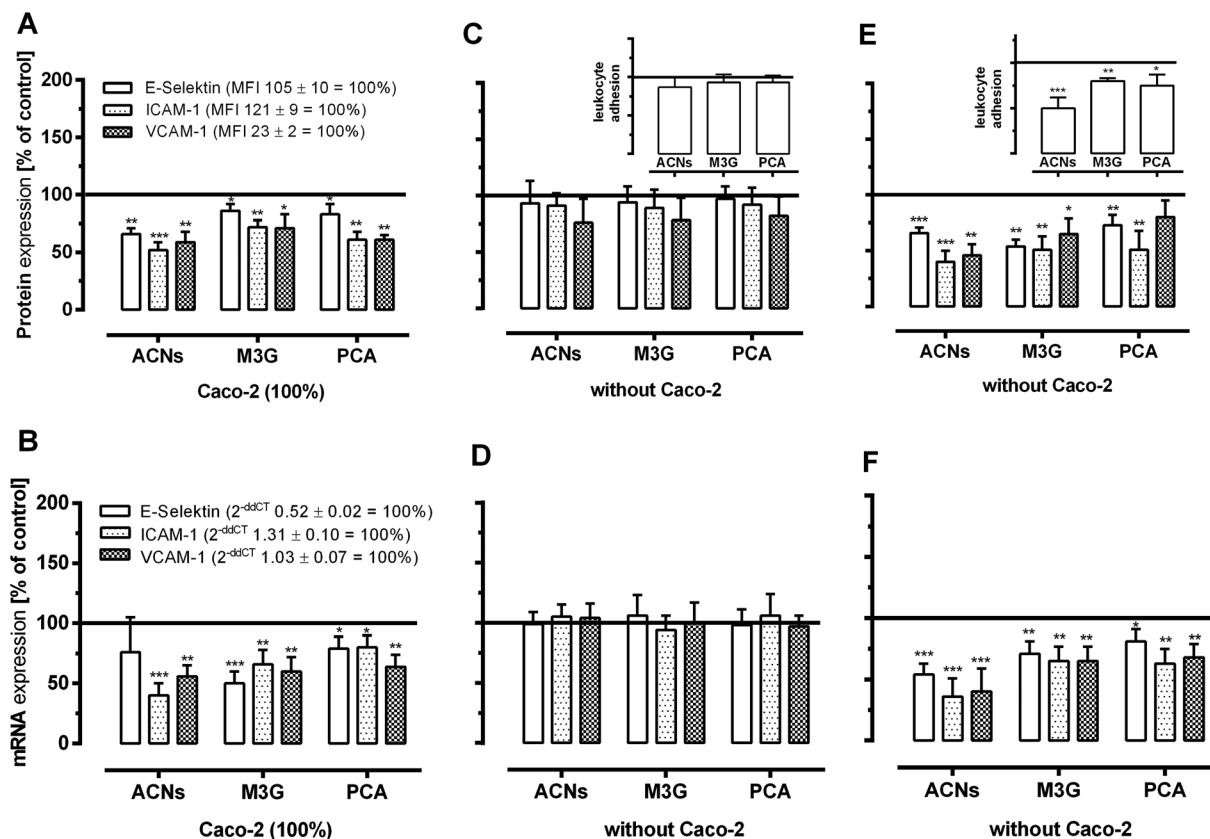 A
Protein expression [% of control]
200
150
100
50
0
E-Selektin (MFI 105 ± 10 = 100%)
ICAM-1 (MFI 121 ± 9 = 100%)
VCAM-1 (MFI 23 ± 2 = 100%)
** *** ** * ** * * ** **
ACNs M3G PCA
Caco-2 (100%)
C
leukocyte
adhesion
ACNs M3G PCA
ACNs M3G PCA
without Caco-2
E
leukocyte
adhesion
*** ** *
ACNs M3G PCA
*** *** ** ** ** * ** **
ACNs M3G PCA
without Caco-2
B
mRNA expression [% of control]
200
150
100
50
0
E-Selektin (2-ddCT 0.52 ± 0.02 = 100%)
ICAM-1 (2-ddCT 1.31 ± 0.10 = 100%)
VCAM-1 (2-ddCT 1.03 ± 0.07 = 100%)
*** ** *** ** ** * * **
ACNs M3G PCA
Caco-2 (100%)
D
ACNs M3G PCA
without Caco-2
F
*** *** *** ** ** ** * ** **
ACNs M3G PCA
without Caco-2